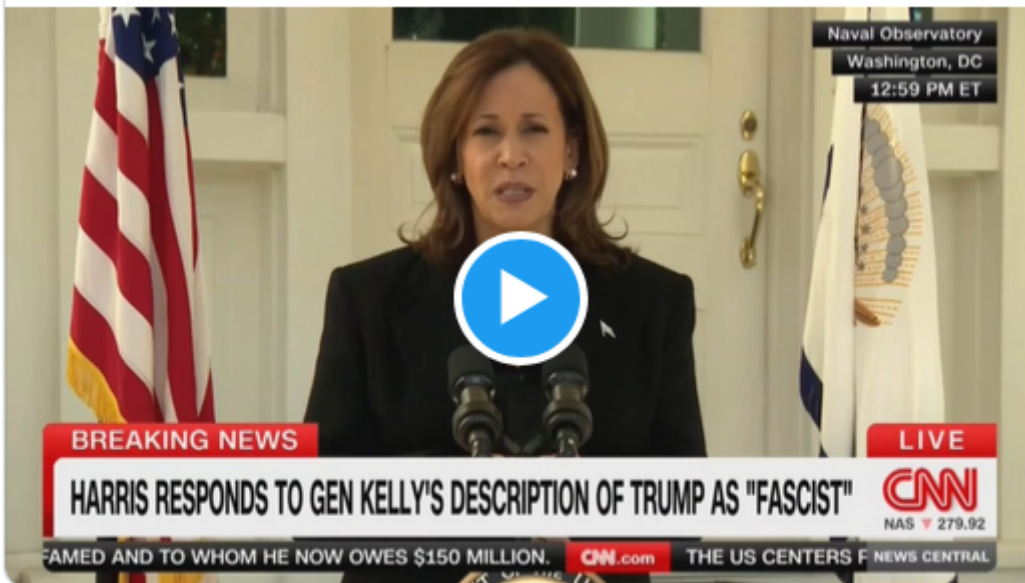 Naval Observatory
Washington, DC
12:59 PM ET
BREAKING NEWS
LIVE
HARRIS RESPONDS TO GEN KELLY'S DESCRIPTION OF TRUMP AS "FASCIST"
CNN
NAS ▼ 279.92
FAMED AND TO WHOM HE NOW OWES $150 MILLION. CNN.com THE US CENTERS F
NEWS CENTRAL
OF THE